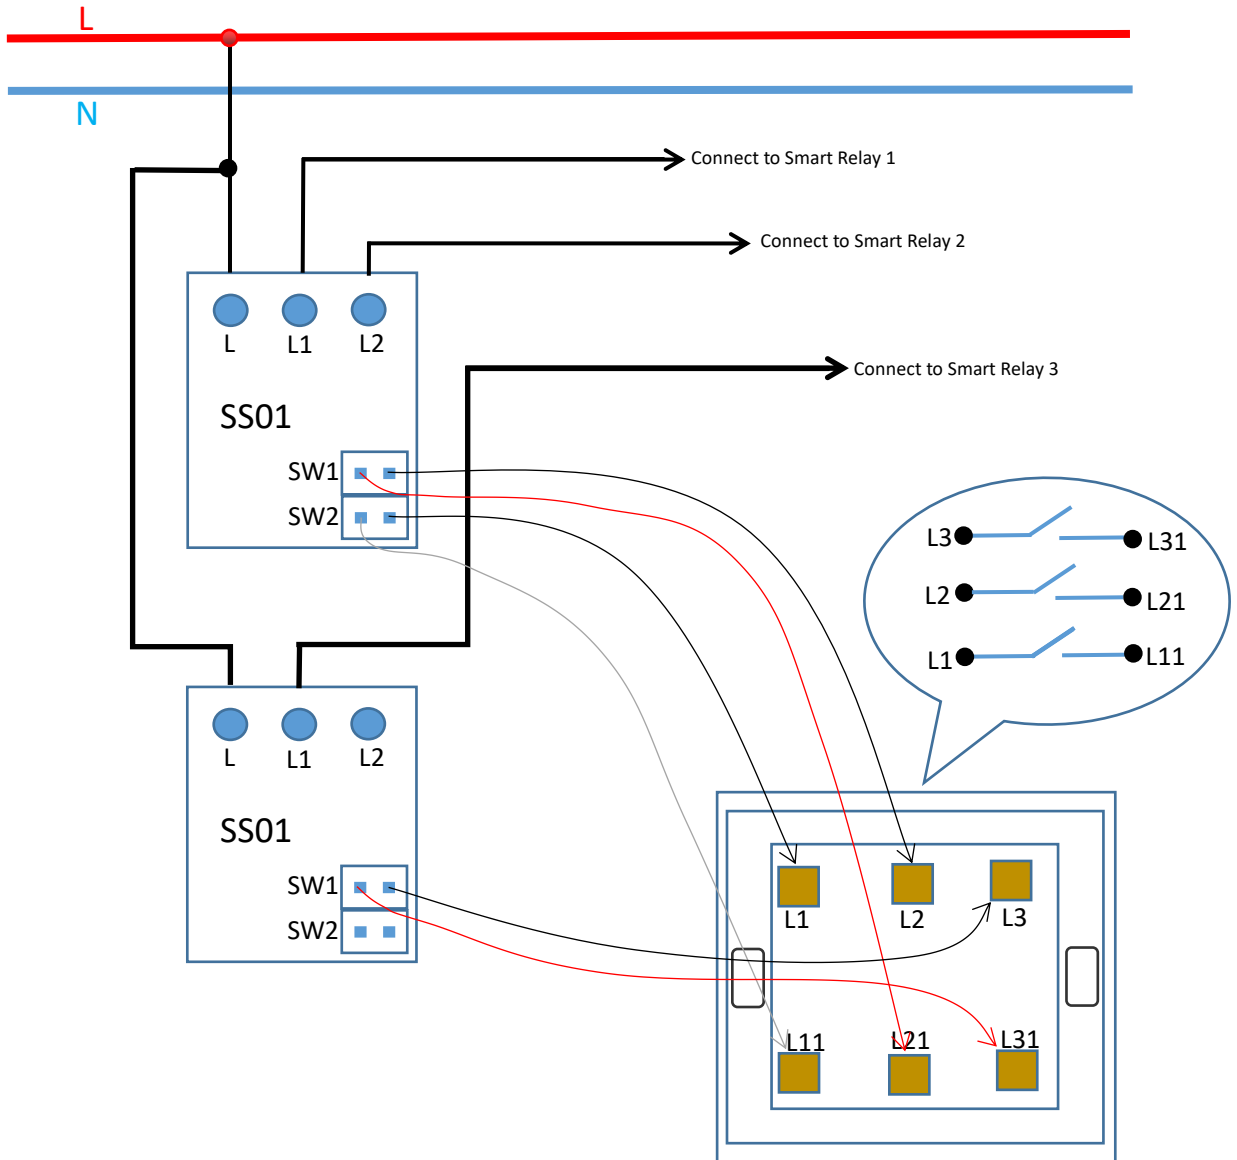 L
N
Connect to Smart Relay 1
Connect to Smart Relay 2
L L1 L2
Connect to Smart Relay 3
SS01
SW1
SW2
L3 L31
L2 L21
L1 L11
L L1 L2
SS01
SW1
SW2
L1 L2 L3
L11 L21 L31